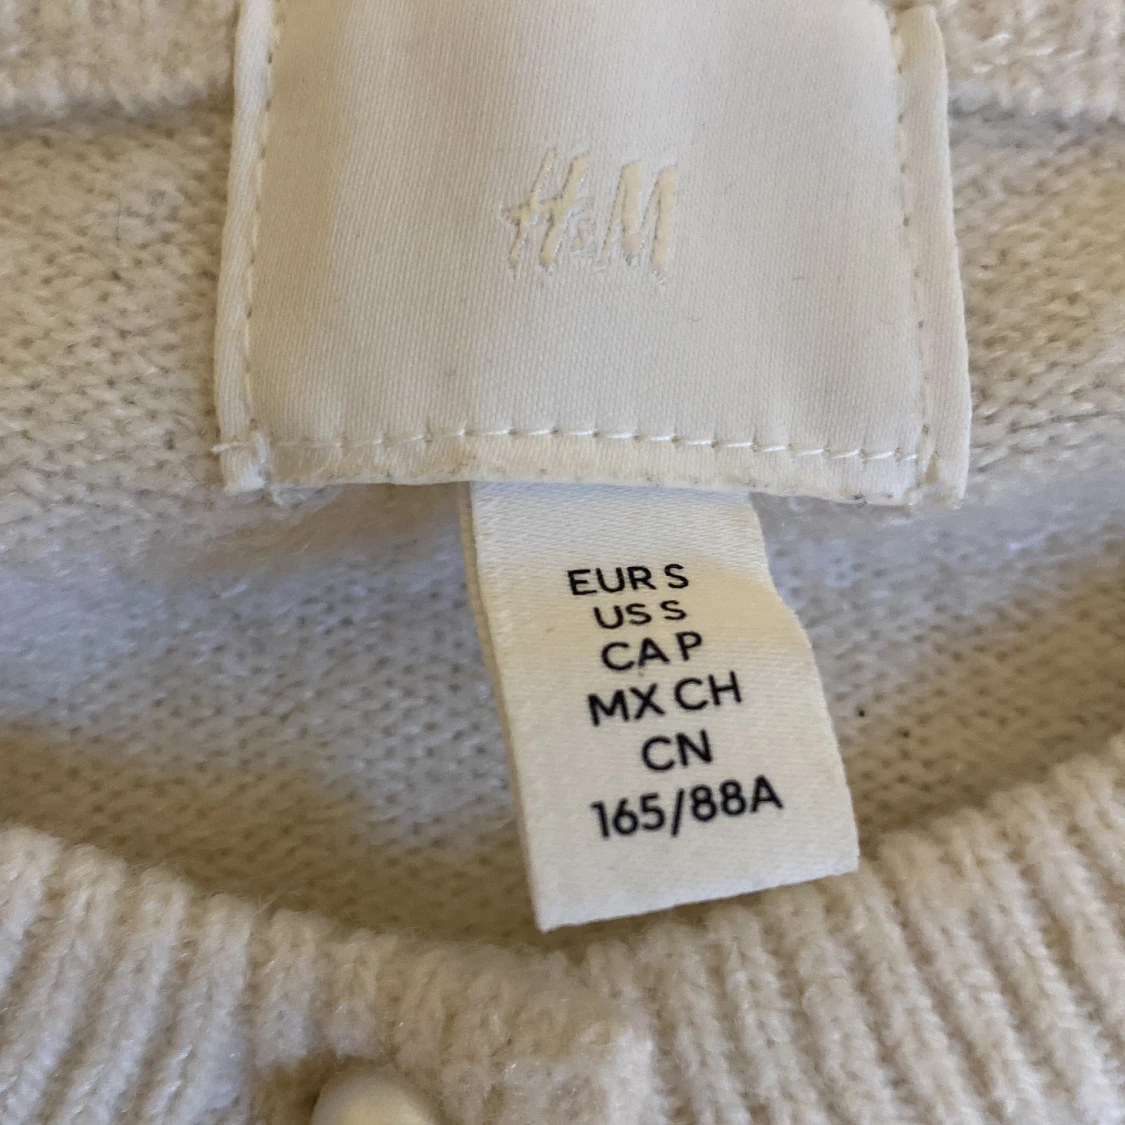 H&M
EUR S
US S
CA P
MX CH
CN
165/88A